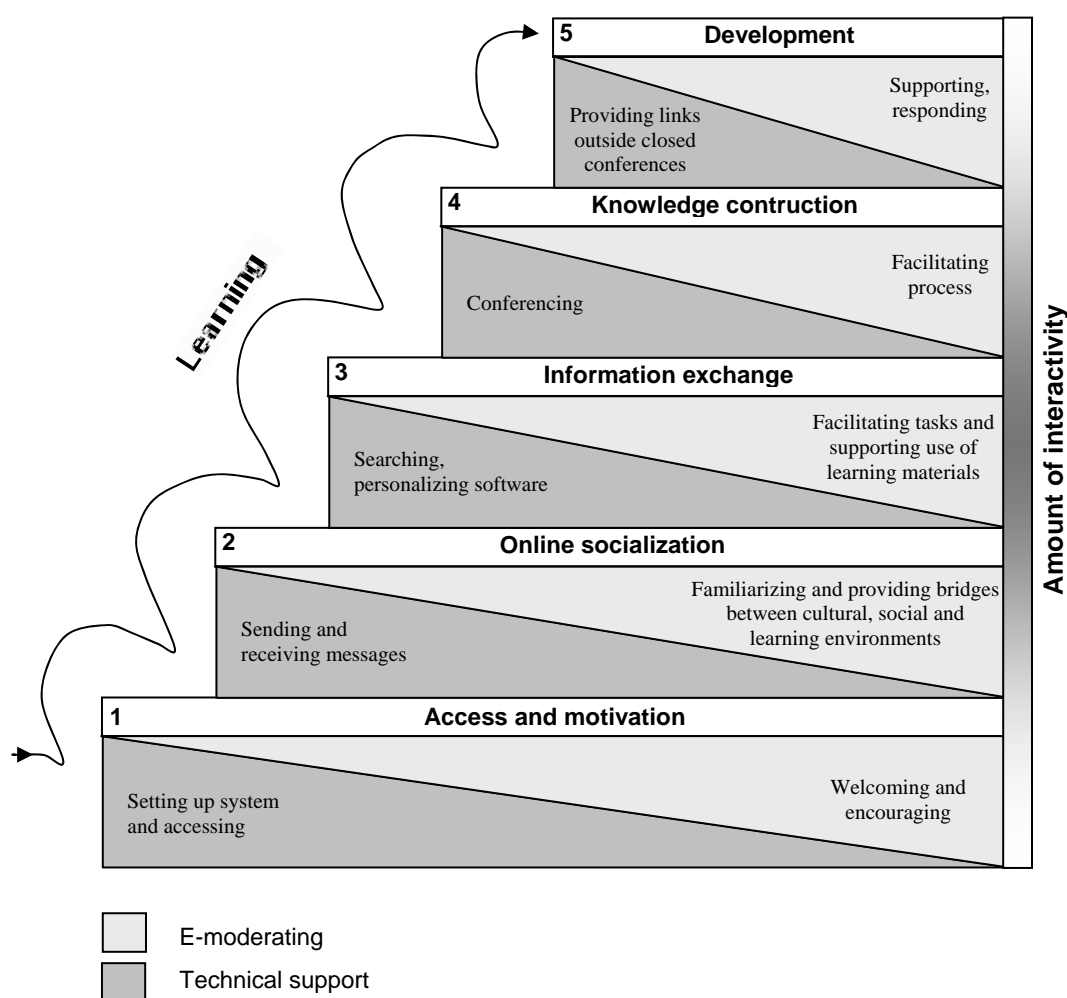 5 Development
Supporting,
responding
Providing links
outside closed
conferences
4 Knowledge contruction
Facilitating
process
Conferencing
Learning
3 Information exchange
Facilitating tasks and
supporting use of
learning materials
Searching,
personalizing software
2 Online socialization
Familiarizing and providing bridges
between cultural, social and
learning environments
Sending and
receiving messages
1 Access and motivation
Welcoming and
encouraging
Setting up system
and accessing
Amount of interactivity
E-moderating
Technical support